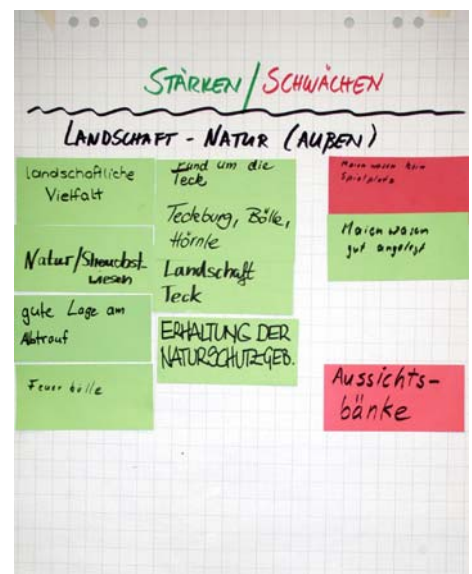 STÄRKEN/SCHWÄCHEN
LANDSCHAFT - NATUR (AUßEN)
landschaftliche
Vielfalt
Natur/Streuobst-
wiesen
gute Lage am
Albtrauf
Feuer bölle
rund um die
Teck
Teckburg, Bölle,
Hörnle
Landschaft
Teck
ERHALTUNG DER
NATURSCHUTZGEB.
Maien wasen kein
Spielplatz
Maien wasen
gut angelegt
Aussichts-
bänke